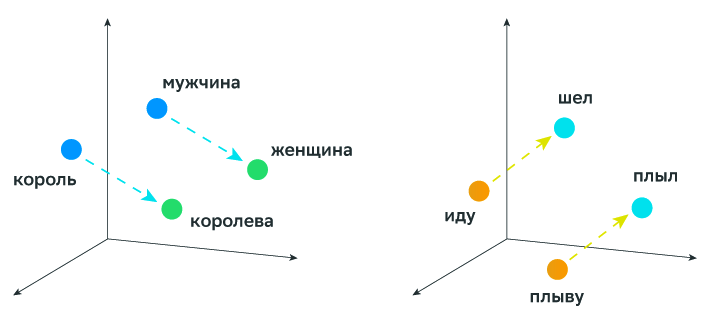 мужчина
женщина
король
королева
шел
плыл
иду
плыву